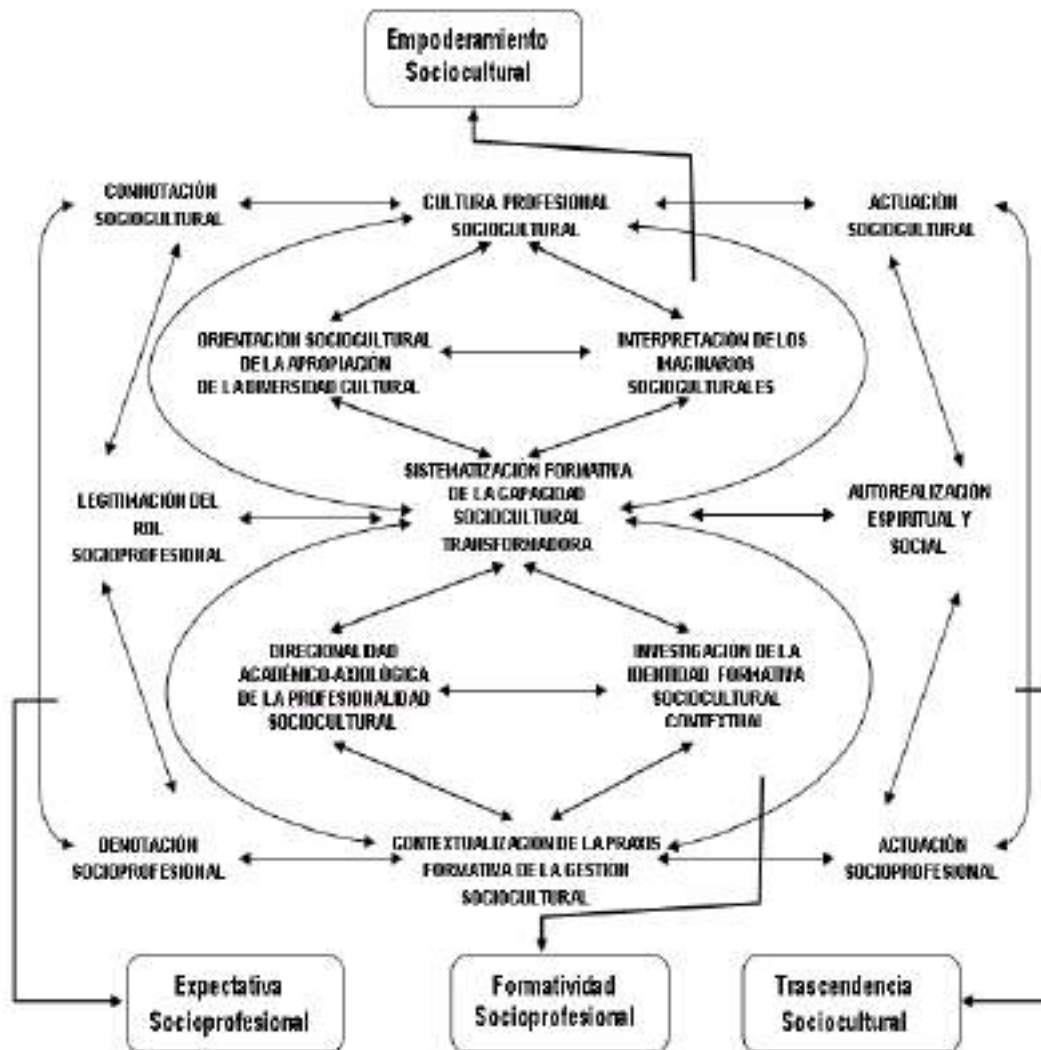 Empoderamiento
Sociocultural
CONNOTACIÓN
SOCIOCULTURAL
CULTURA PROFESIONAL
SOCIOCULTURAL
ACTUACIÓN
SOCIOCULTURAL
ORIENTACIÓN SOCIOCULTURAL
DE LA APROPIACIÓN
DE LA DIVERSIDAD CULTURAL
INTERPRETACIÓN DE LOS
IMAGINARIOS
SOCIOCULTURALES
LEGITIMACIÓN DEL
ROL
SOCIOPROFESIONAL
SISTEMATIZACIÓN FORMATIVA
DE LA CAPACIDAD
SOCIOCULTURAL
TRANSFORMADORA
AUTOREALIZACIÓN
ESPIRITUAL Y
SOCIAL
DIRECIONALIDAD
ACADÉMICO-AXIOLÓGICA
DE LA PROFESIONALIDAD
SOCIOCULTURAL
INVESTIGACIÓN DE LA
IDENTIDAD FORMATIVA
SOCIOCULTURAL
CONTEXTUAL
DENOTACIÓN
SOCIOPROFESIONAL
CONTEXTUALIZACIÓN DE LA PRAXIS
FORMATIVA DE LA GESTIÓN
SOCIOCULTURAL
ACTUACIÓN
SOCIOPROFESIONAL
Expectativa
Socioprofesional
Formatividad
Socioprofesional
Trascendencia
Sociocultural